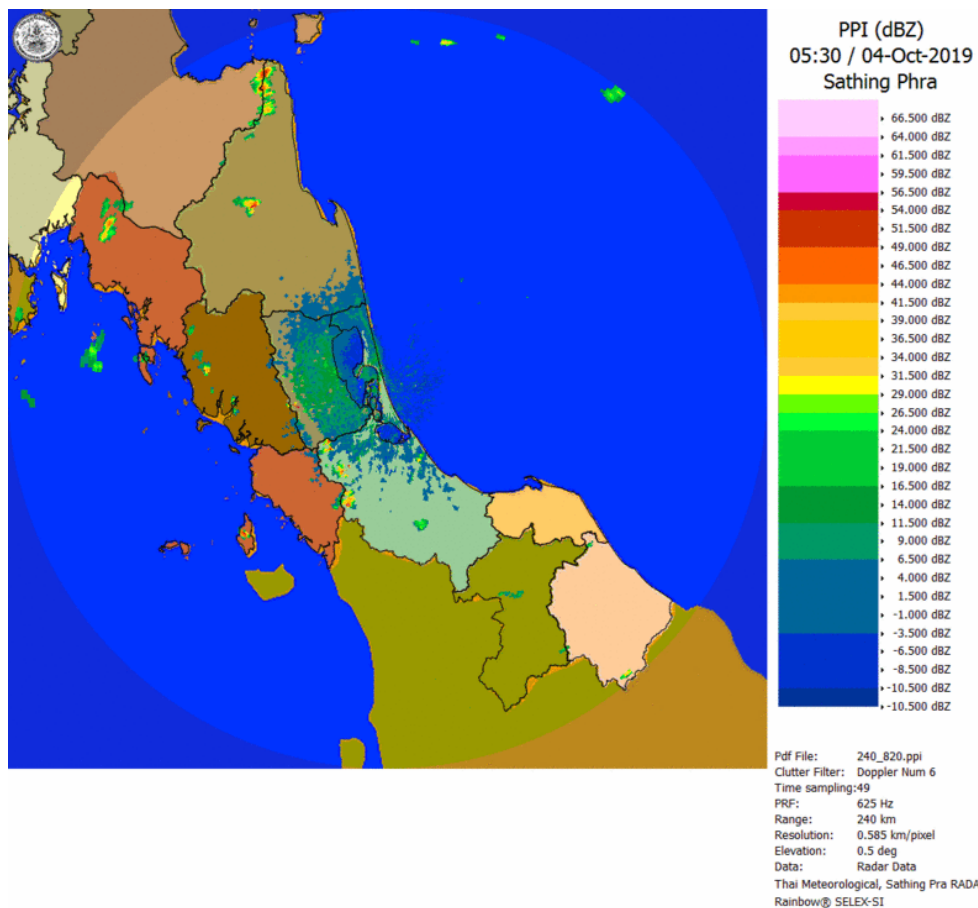 PPI (dBZ)
05:30 / 04-Oct-2019
Sathing Phra
66.500 dBZ
64.000 dBZ
61.500 dBZ
59.500 dBZ
56.500 dBZ
54.000 dBZ
51.500 dBZ
49.000 dBZ
46.500 dBZ
44.000 dBZ
41.500 dBZ
39.000 dBZ
36.500 dBZ
34.000 dBZ
31.500 dBZ
29.000 dBZ
26.500 dBZ
24.000 dBZ
21.500 dBZ
19.000 dBZ
16.500 dBZ
14.000 dBZ
11.500 dBZ
9.000 dBZ
6.500 dBZ
4.000 dBZ
1.500 dBZ
-1.000 dBZ
-3.500 dBZ
-6.500 dBZ
-8.500 dBZ
-10.500 dBZ
-10.500 dBZ
Pdf File: 240_820.ppi
Clutter Filter: Doppler Num 6
Time sampling:49
PRF: 625 Hz
Range: 240 km
Resolution: 0.585 km/pixel
Elevation: 0.5 deg
Data: Radar Data
Thai Meteorological, Sathing Pra RADA
Rainbow® SELEX-SI